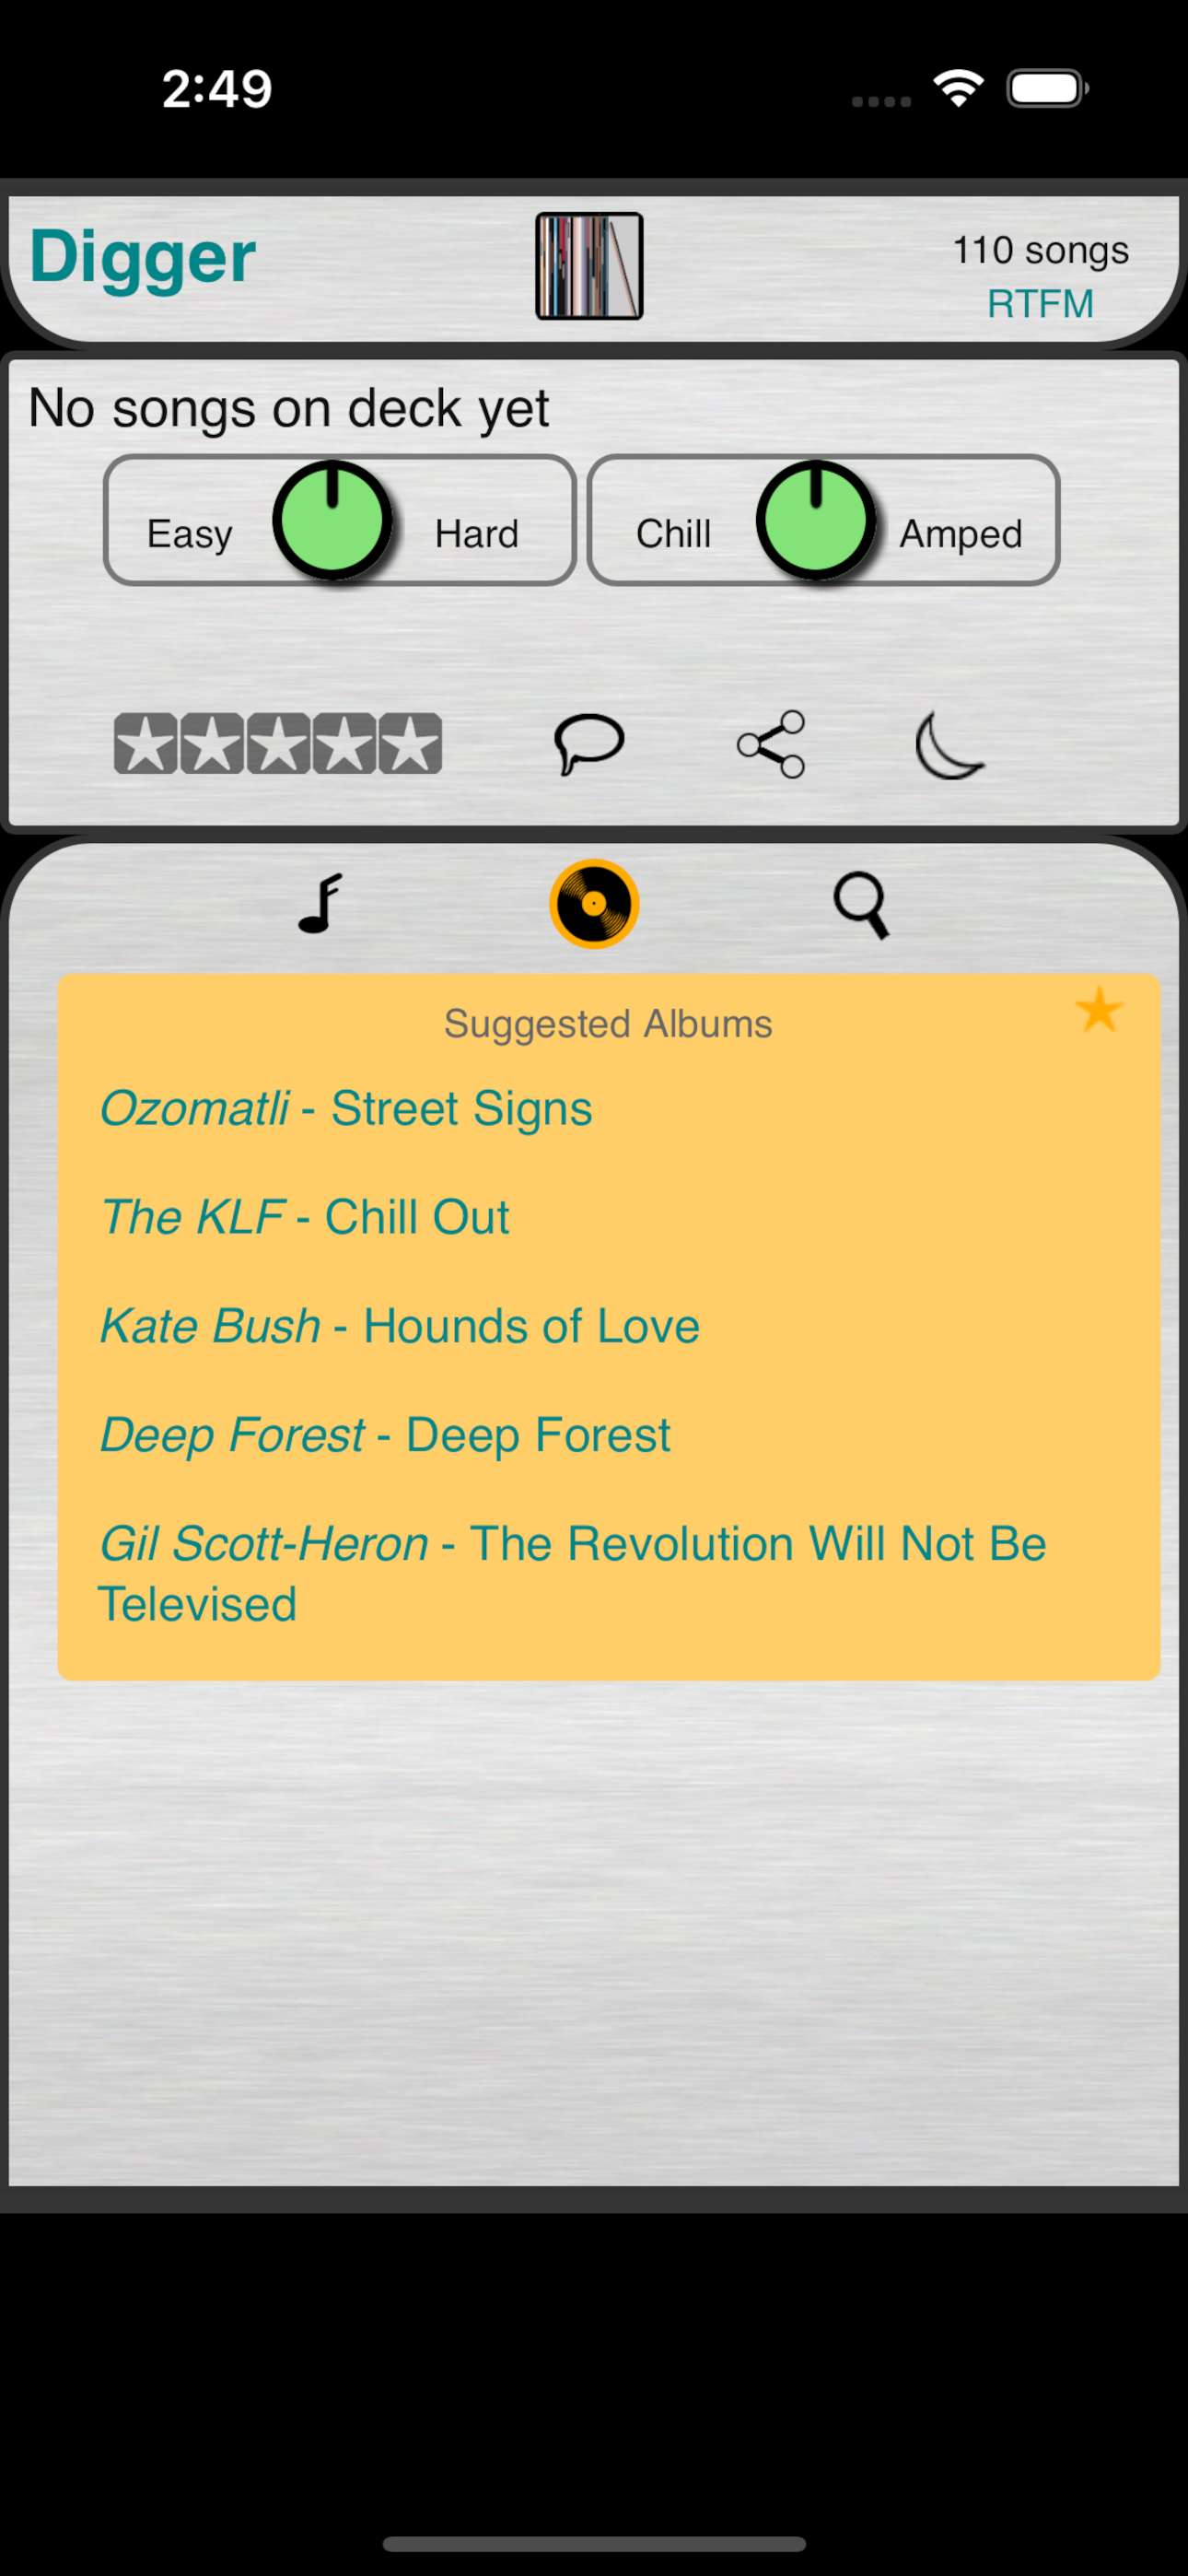 2:49
Digger
110 songs
RTFM
No songs on deck yet
Easy Hard Chill Amped
Suggested Albums
Ozomatli - Street Signs
The KLF - Chill Out
Kate Bush - Hounds of Love
Deep Forest - Deep Forest
Gil Scott-Heron - The Revolution Will Not Be
Televised